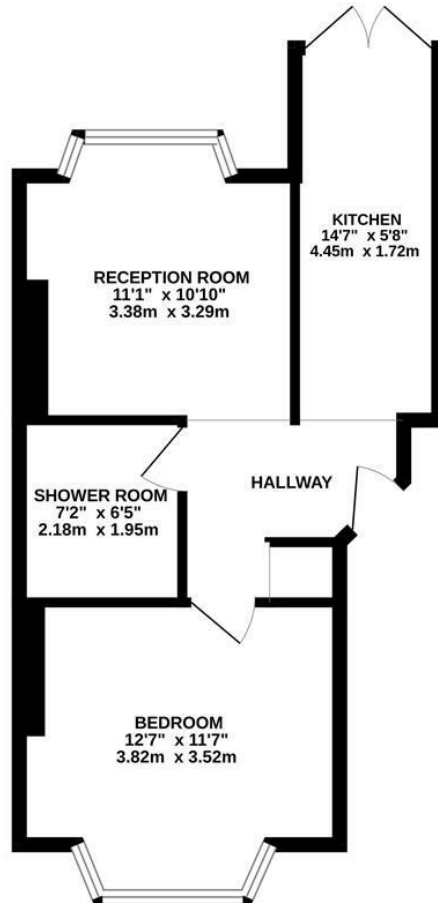 KITCHEN
14'7" x 5'8"
4.45m x 1.72m
RECEPTION ROOM
11'1" x 10'10"
3.38m x 3.29m
HALLWAY
SHOWER ROOM
7'2" x 6'5"
2.18m x 1.95m
BEDROOM
12'7" x 11'7"
3.82m x 3.52m